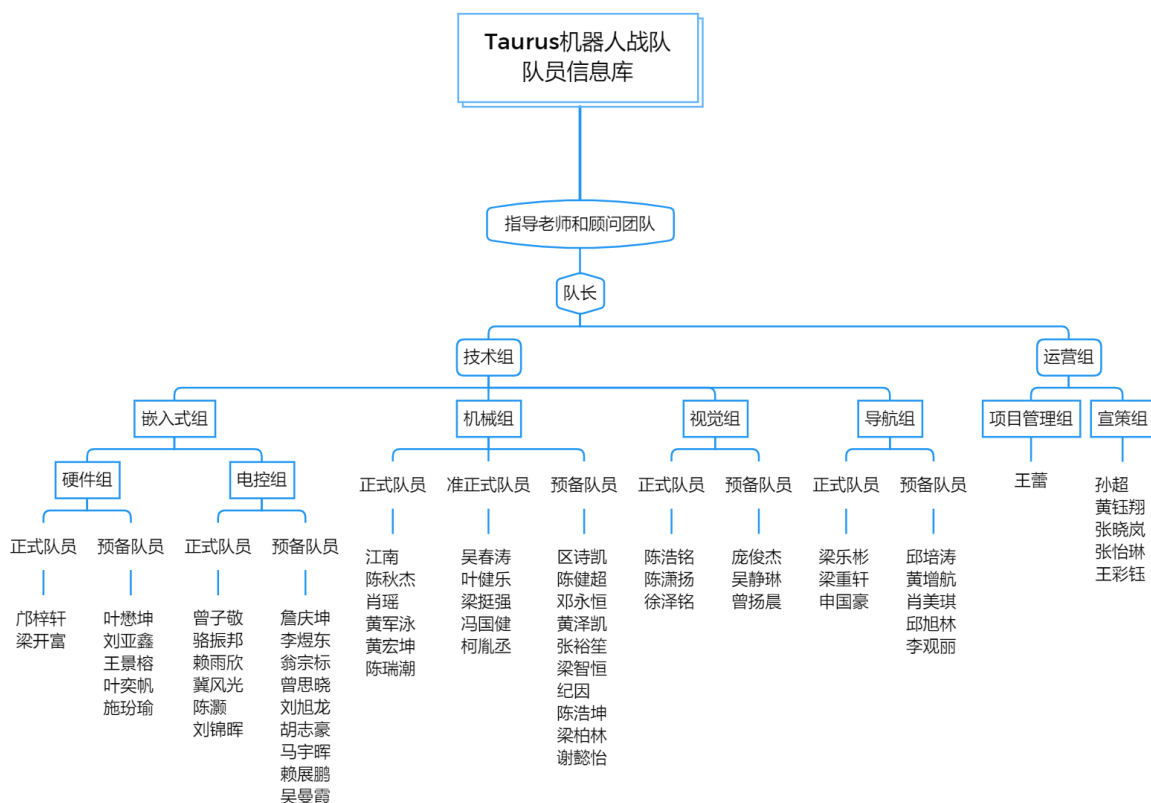 Taurus机器人战队
队员信息库
指导老师和顾问团队
队长
技术组
运营组
嵌入式组
机械组
视觉组
导航组
项目管理组
宣策组
硬件组
电控组
正式队员
预备队员
正式队员
预备队员
正式队员
准正式队员
预备队员
正式队员
预备队员
正式队员
预备队员
邝梓轩
梁开富
叶懋坤
刘亚鑫
王景榕
叶奕帆
施玢瑜
曾子敬
骆振邦
赖雨欣
冀风光
陈灏
刘锦晖
詹庆坤
李煜东
翁宗标
曾思晓
刘旭龙
胡志豪
马宇晖
赖展鹏
吴曼霞
江南
陈秋杰
肖瑶
黄军泳
黄宏坤
陈瑞潮
吴春涛
叶健乐
梁挺强
冯国健
柯胤丞
区诗凯
陈健超
邓永恒
黄泽凯
张裕笙
梁智恒
纪因
陈浩坤
梁柏林
谢懿怡
陈浩铭
陈潇扬
徐泽铭
庞俊杰
吴静琳
曾扬晨
梁乐彬
梁重轩
申国豪
邱培涛
黄增航
肖美琪
邱旭林
李观丽
王蕾
孙超
黄钰翔
张晓岚
张怡琳
王彩钰